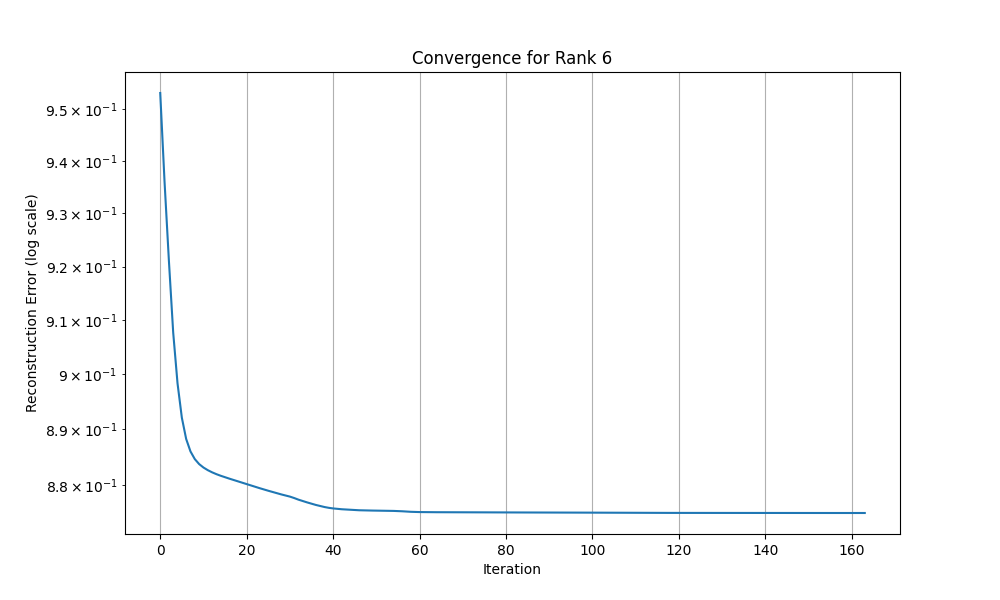 Convergence for Rank 6
Reconstruction Error (log scale)
9.5 × 10⁻¹
9.4 × 10⁻¹
9.3 × 10⁻¹
9.2 × 10⁻¹
9.1 × 10⁻¹
9 × 10⁻¹
8.9 × 10⁻¹
8.8 × 10⁻¹
0 20 40 60 80 100 120 140 160
Iteration